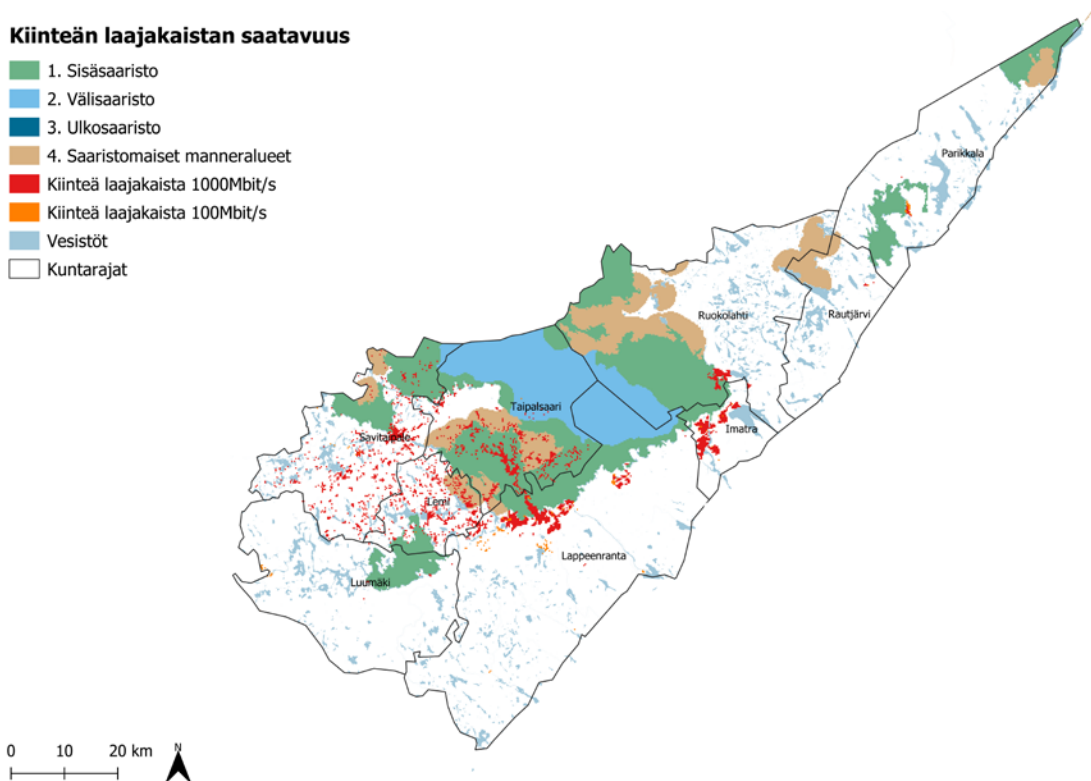 Kiinteän laajakaistan saatavuus
1. Sisäsaaristo
2. Välisaaristo
3. Ulkosaaristo
4. Saaristomaiset manneralueet
Kiinteä laajakaista 1000Mbit/s
Kiinteä laajakaista 100Mbit/s
Vesistöt
Kuntarajat
Parikkala
Ruokolahti
Rautjärvi
Taipalsaari
Imatra
Savitaipale
Lemi
Lappeenranta
Luumäki
0 10 20 km
N